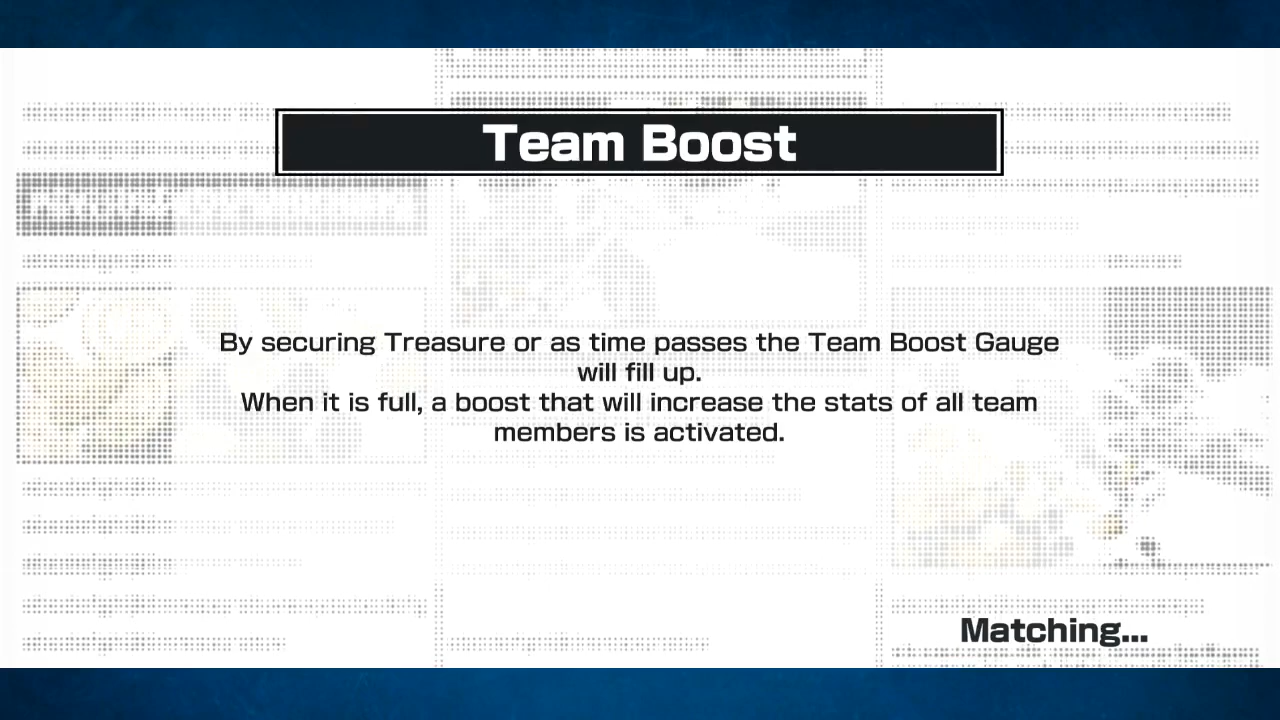 Team Boost
By securing Treasure or as time passes the Team Boost Gauge
will fill up.
When it is full, a boost that will increase the stats of all team
members is activated.
Matching...